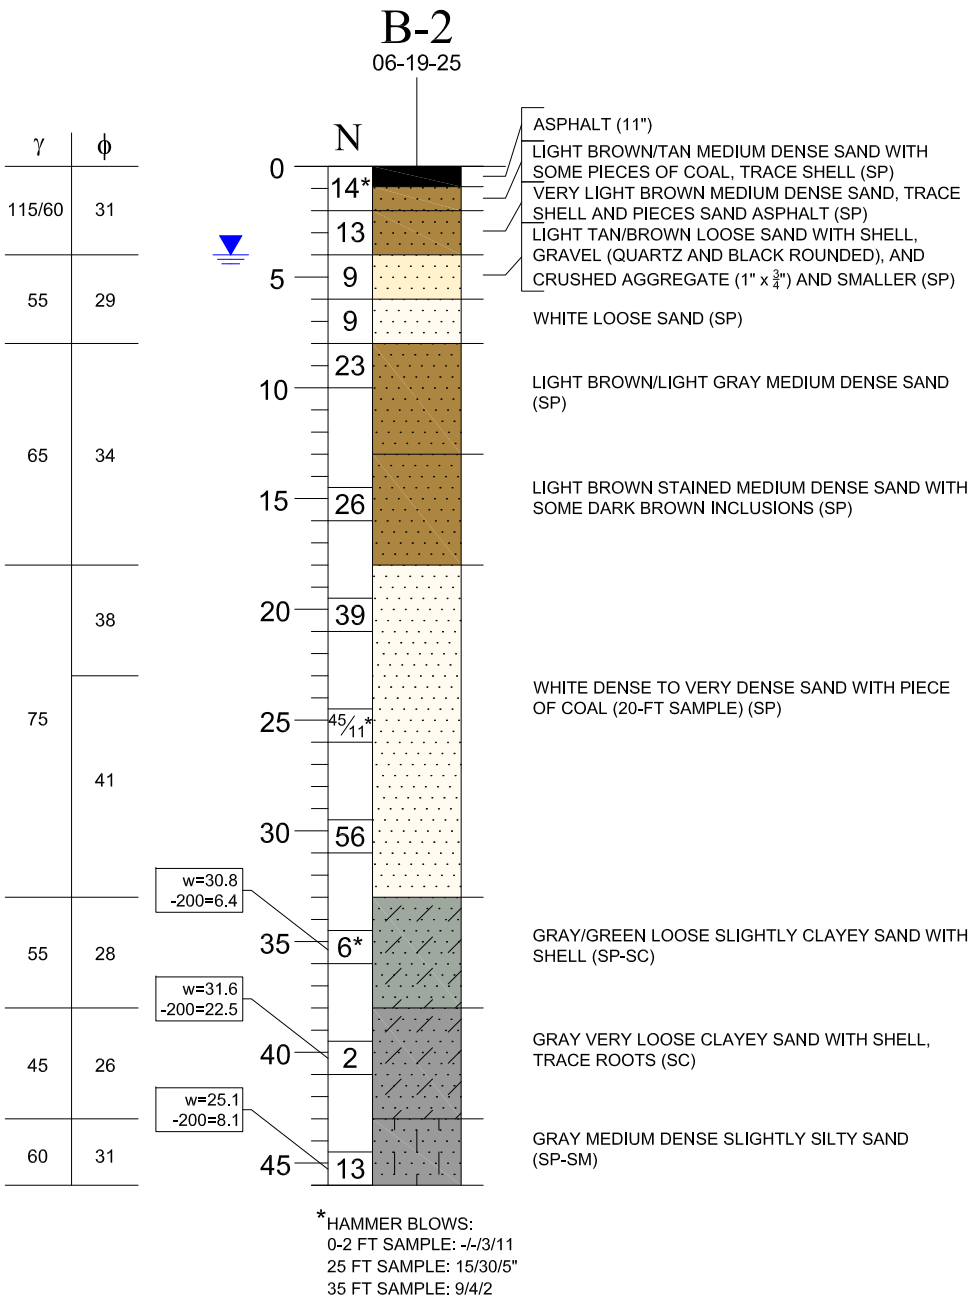 B-2
06-19-25
γ
ϕ
N
ASPHALT (11")
LIGHT BROWN/TAN MEDIUM DENSE SAND WITH
SOME PIECES OF COAL, TRACE SHELL (SP)
VERY LIGHT BROWN MEDIUM DENSE SAND, TRACE
SHELL AND PIECES SAND ASPHALT (SP)
LIGHT TAN/BROWN LOOSE SAND WITH SHELL,
GRAVEL (QUARTZ AND BLACK ROUNDED), AND
CRUSHED AGGREGATE (1" x 3/4") AND SMALLER (SP)
0
14*
115/60
31
13
5
9
55
29
9
WHITE LOOSE SAND (SP)
23
10
LIGHT BROWN/LIGHT GRAY MEDIUM DENSE SAND
(SP)
65
34
15
26
LIGHT BROWN STAINED MEDIUM DENSE SAND WITH
SOME DARK BROWN INCLUSIONS (SP)
38
20
39
75
25
45/11*
WHITE DENSE TO VERY DENSE SAND WITH PIECE
OF COAL (20-FT SAMPLE) (SP)
41
30
56
w=30.8
-200=6.4
55
28
35
6*
GRAY/GREEN LOOSE SLIGHTLY CLAYEY SAND WITH
SHELL (SP-SC)
w=31.6
-200=22.5
45
26
40
2
GRAY VERY LOOSE CLAYEY SAND WITH SHELL,
TRACE ROOTS (SC)
w=25.1
-200=8.1
60
31
45
13
GRAY MEDIUM DENSE SLIGHTLY SILTY SAND
(SP-SM)
*HAMMER BLOWS:
0-2 FT SAMPLE: -/-/3/11
25 FT SAMPLE: 15/30/5"
35 FT SAMPLE: 9/4/2